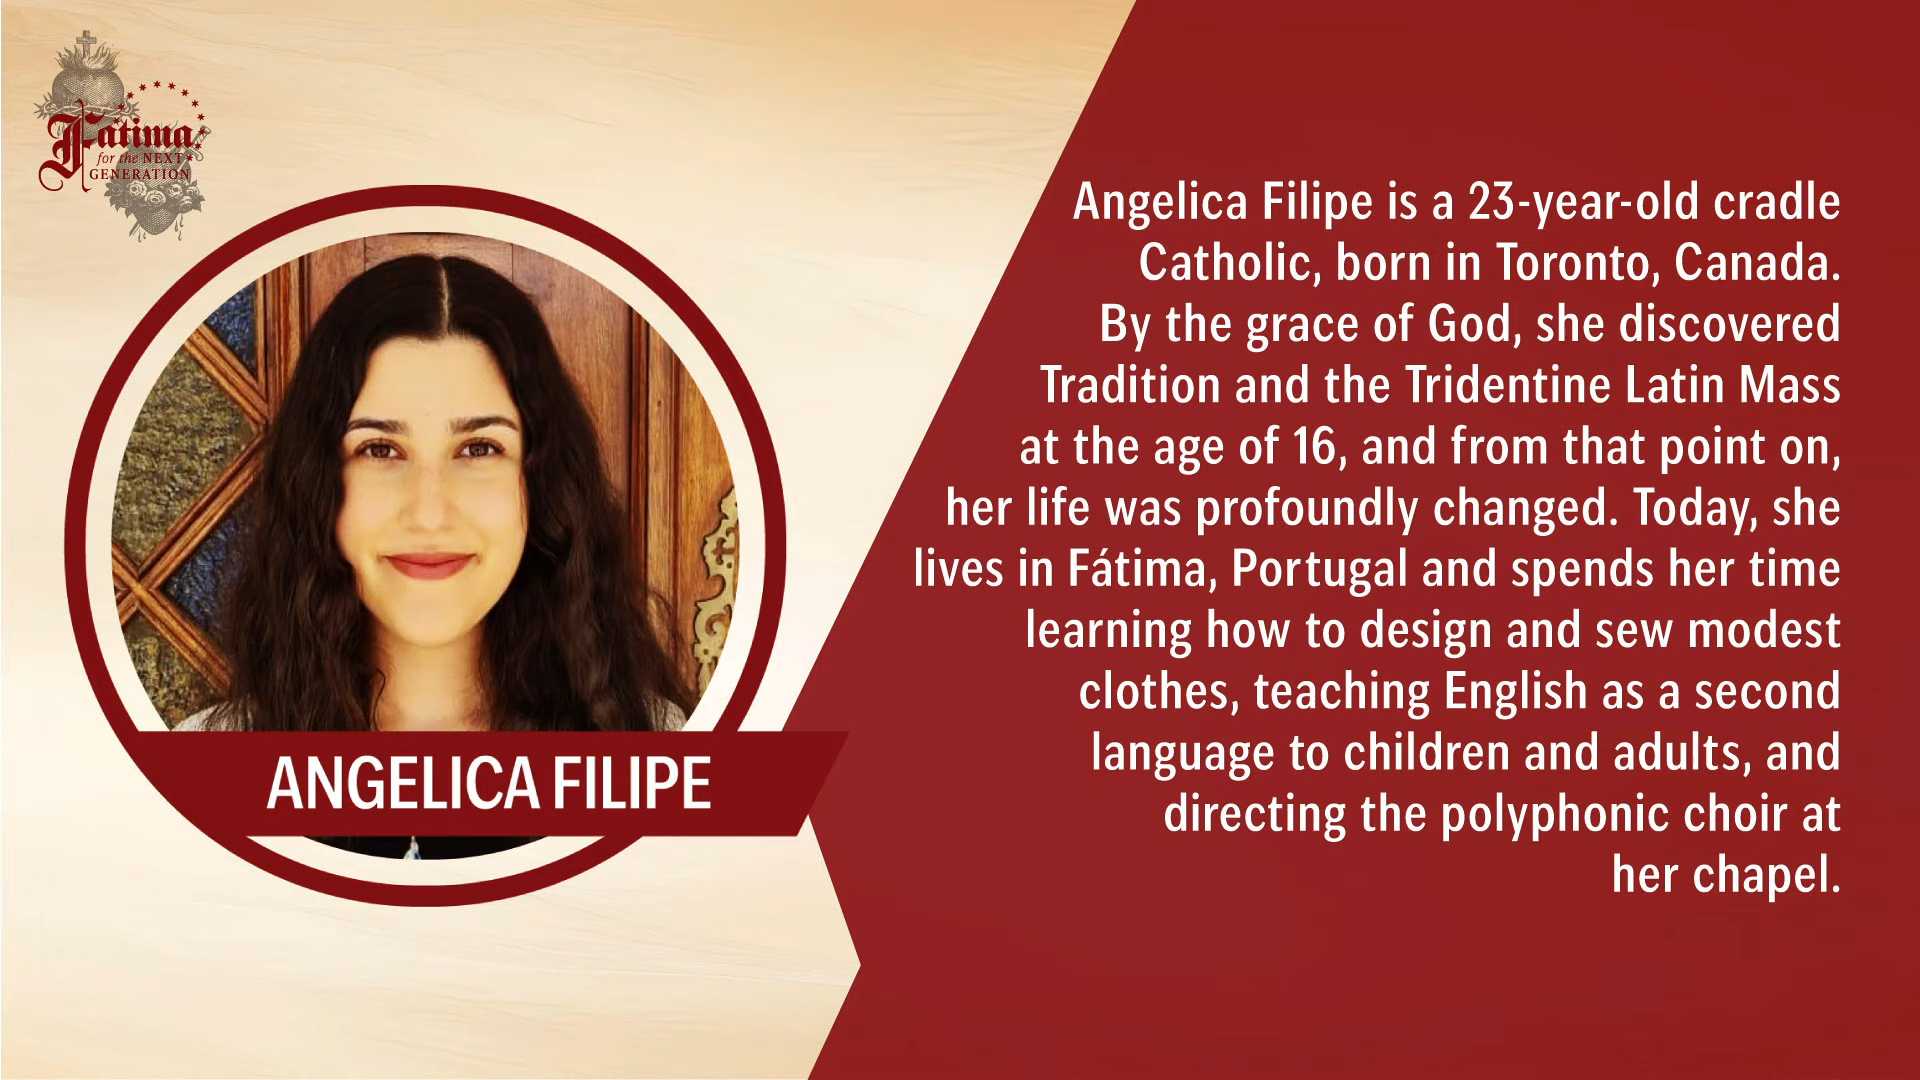 Fatima
for the NEXT
GENERATION
ANGELICA FILIPE
Angelica Filipe is a 23-year-old cradle
Catholic, born in Toronto, Canada.
By the grace of God, she discovered
Tradition and the Tridentine Latin Mass
at the age of 16, and from that point on,
her life was profoundly changed. Today, she
lives in Fátima, Portugal and spends her time
learning how to design and sew modest
clothes, teaching English as a second
language to children and adults, and
directing the polyphonic choir at
her chapel.